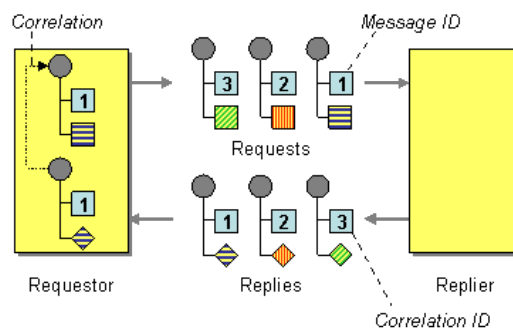 Correlation
Message ID
3 2 1
1
Requests
1
1 2 3
Requestor
Replies
Replier
Correlation ID